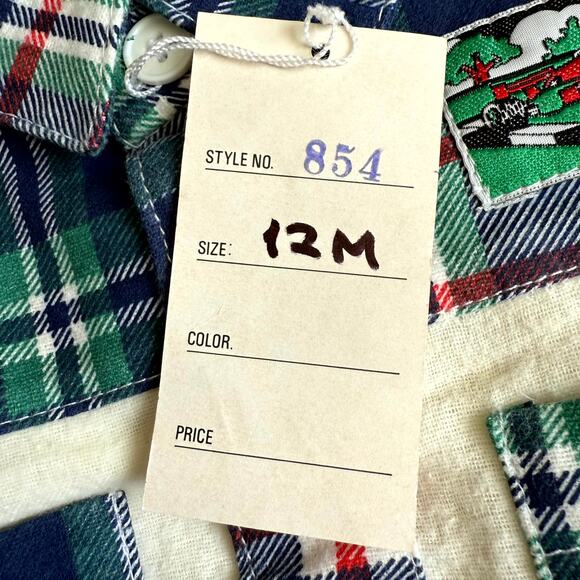 STYLE NO. 854
SIZE: 12M
COLOR.
PRICE